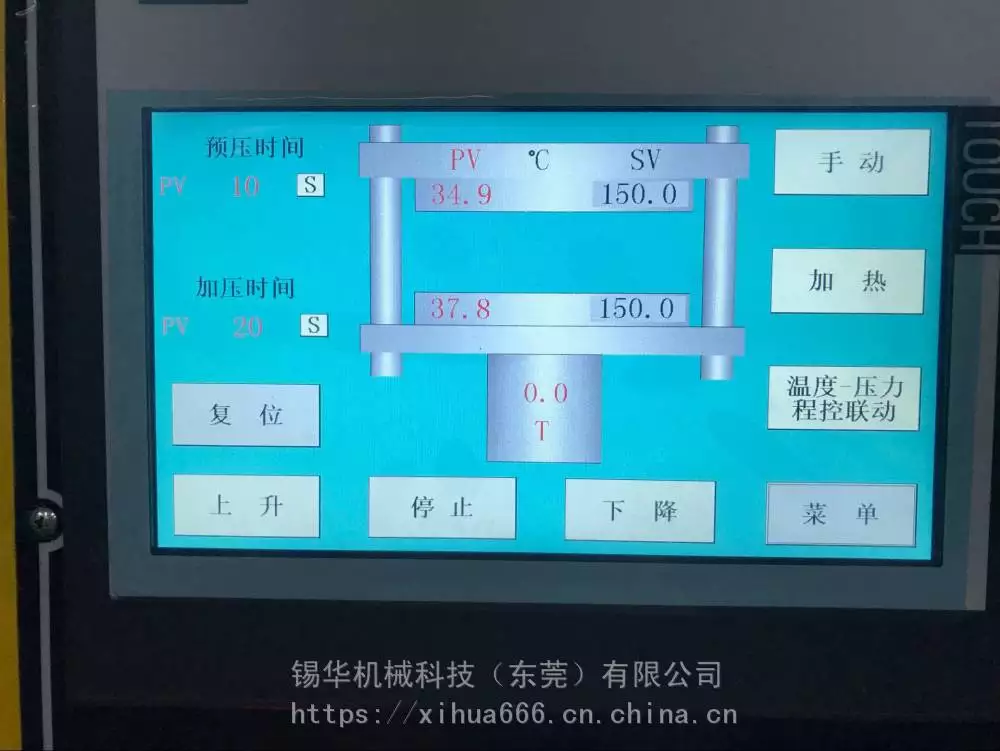 预压时间
PV 10 S
PV ℃ SV
34.9 150.0
手动
加压时间
PV 20 S
37.8 150.0
加热
0.0
T
温度-压力
程控联动
复位
上升
停止
下降
菜单
TOUCH
锡华机械科技（东莞）有限公司
https://xihua666.cn.china.cn